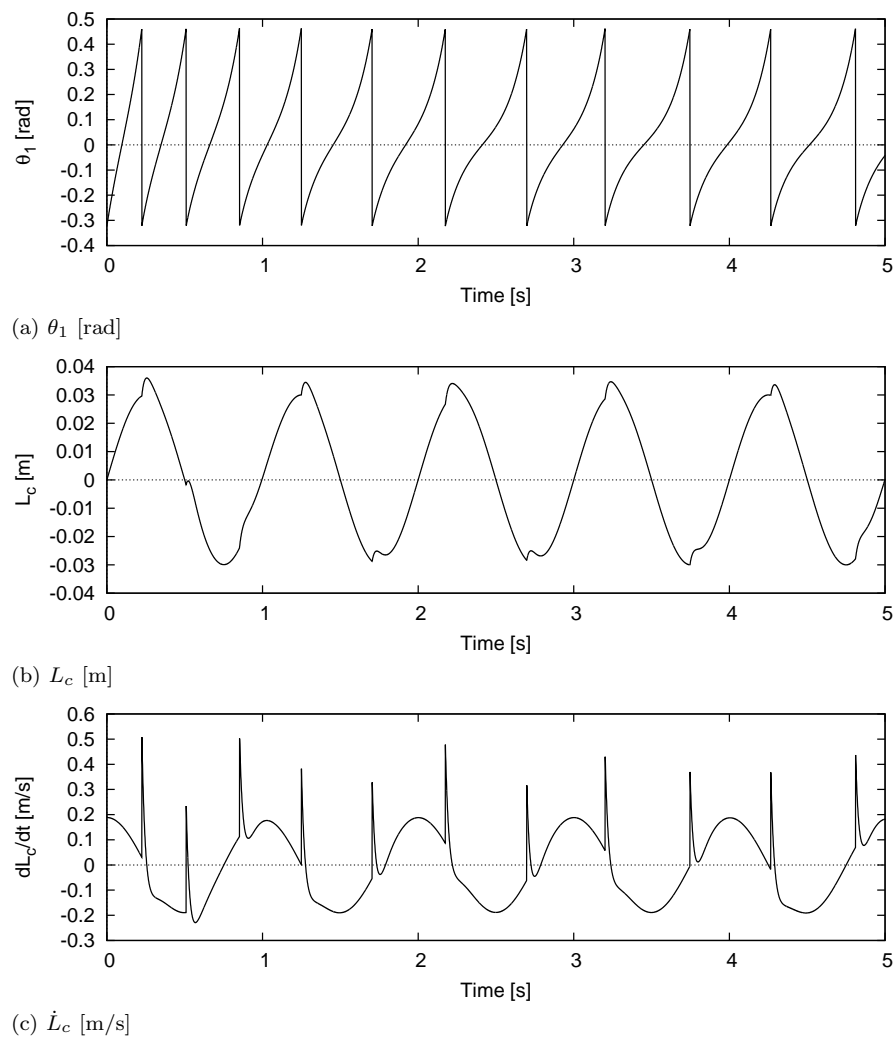 0.5
0.4
0.3
0.2
0.1
0
-0.1
-0.2
-0.3
-0.4
θ1 [rad]
0 1 2 3 4 5
Time [s]
(a) θ1 [rad]
0.04
0.03
0.02
0.01
0
-0.01
-0.02
-0.03
-0.04
Lc [m]
0 1 2 3 4 5
Time [s]
(b) Lc [m]
0.6
0.5
0.4
0.3
0.2
0.1
0
-0.1
-0.2
-0.3
dLc/dt [m/s]
0 1 2 3 4 5
Time [s]
(c) L̇c [m/s]